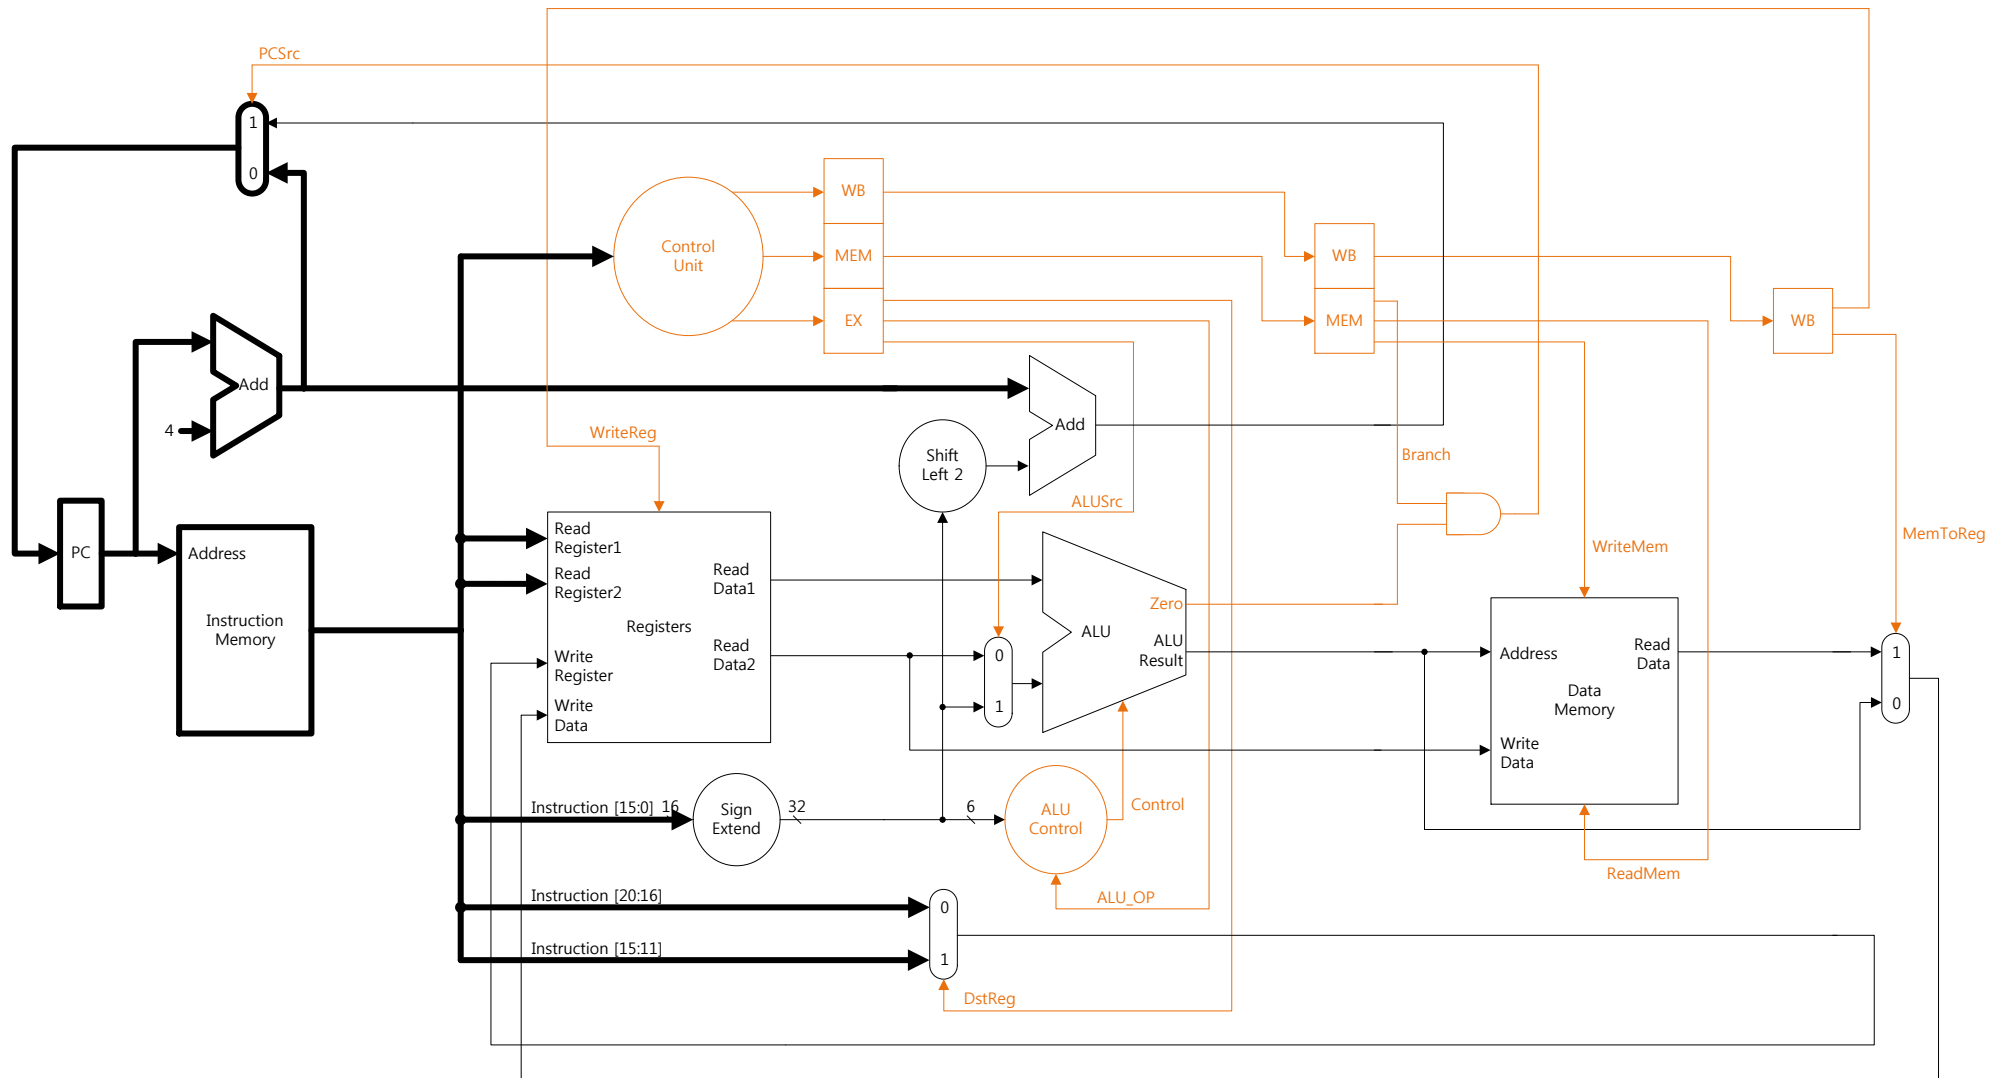 PCSrc
1
0
Control
Unit
WB
MEM
EX
WB
MEM
WB
Add
4
Add
Shift
Left 2
WriteReg
ALUSrc
Branch
WriteMem
MemToReg
PC
Address
Instruction
Memory
Read
Register1
Read
Register2
Write
Register
Write
Data
Registers
Read
Data1
Read
Data2
0
1
ALU
Zero
ALU
Result
Address
Write
Data
Data
Memory
Read
Data
1
0
Instruction [15:0] 16
Sign
Extend
32
6
ALU
Control
Control
ReadMem
ALU_OP
Instruction [20:16]
0
Instruction [15:11]
1
DstReg